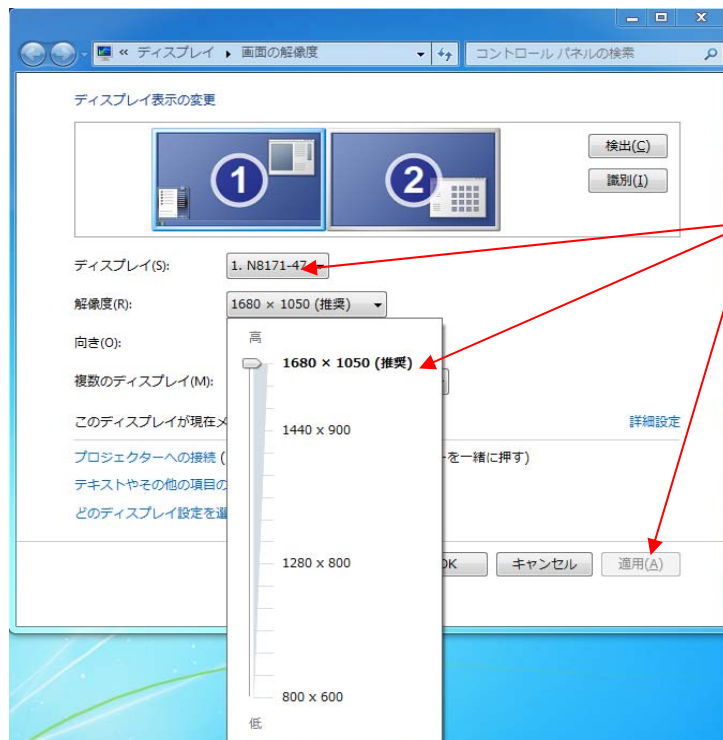 « ディスプレイ ▸ 画面の解像度
コントロール パネルの検索
ディスプレイ表示の変更
1
2
検出(C)
識別(I)
ディスプレイ(S):
1. N8171-47
解像度(R):
1680 × 1050 (推奨)
向き(O):
高
1680 × 1050 (推奨)
複数のディスプレイ(M):
このディスプレイが現在メ
1440 x 900
詳細設定
プロジェクターへの接続 (
ーを一緒に押す)
テキストやその他の項目の
どのディスプレイ設定を選
1280 x 800
OK
キャンセル
適用(A)
800 x 600
低